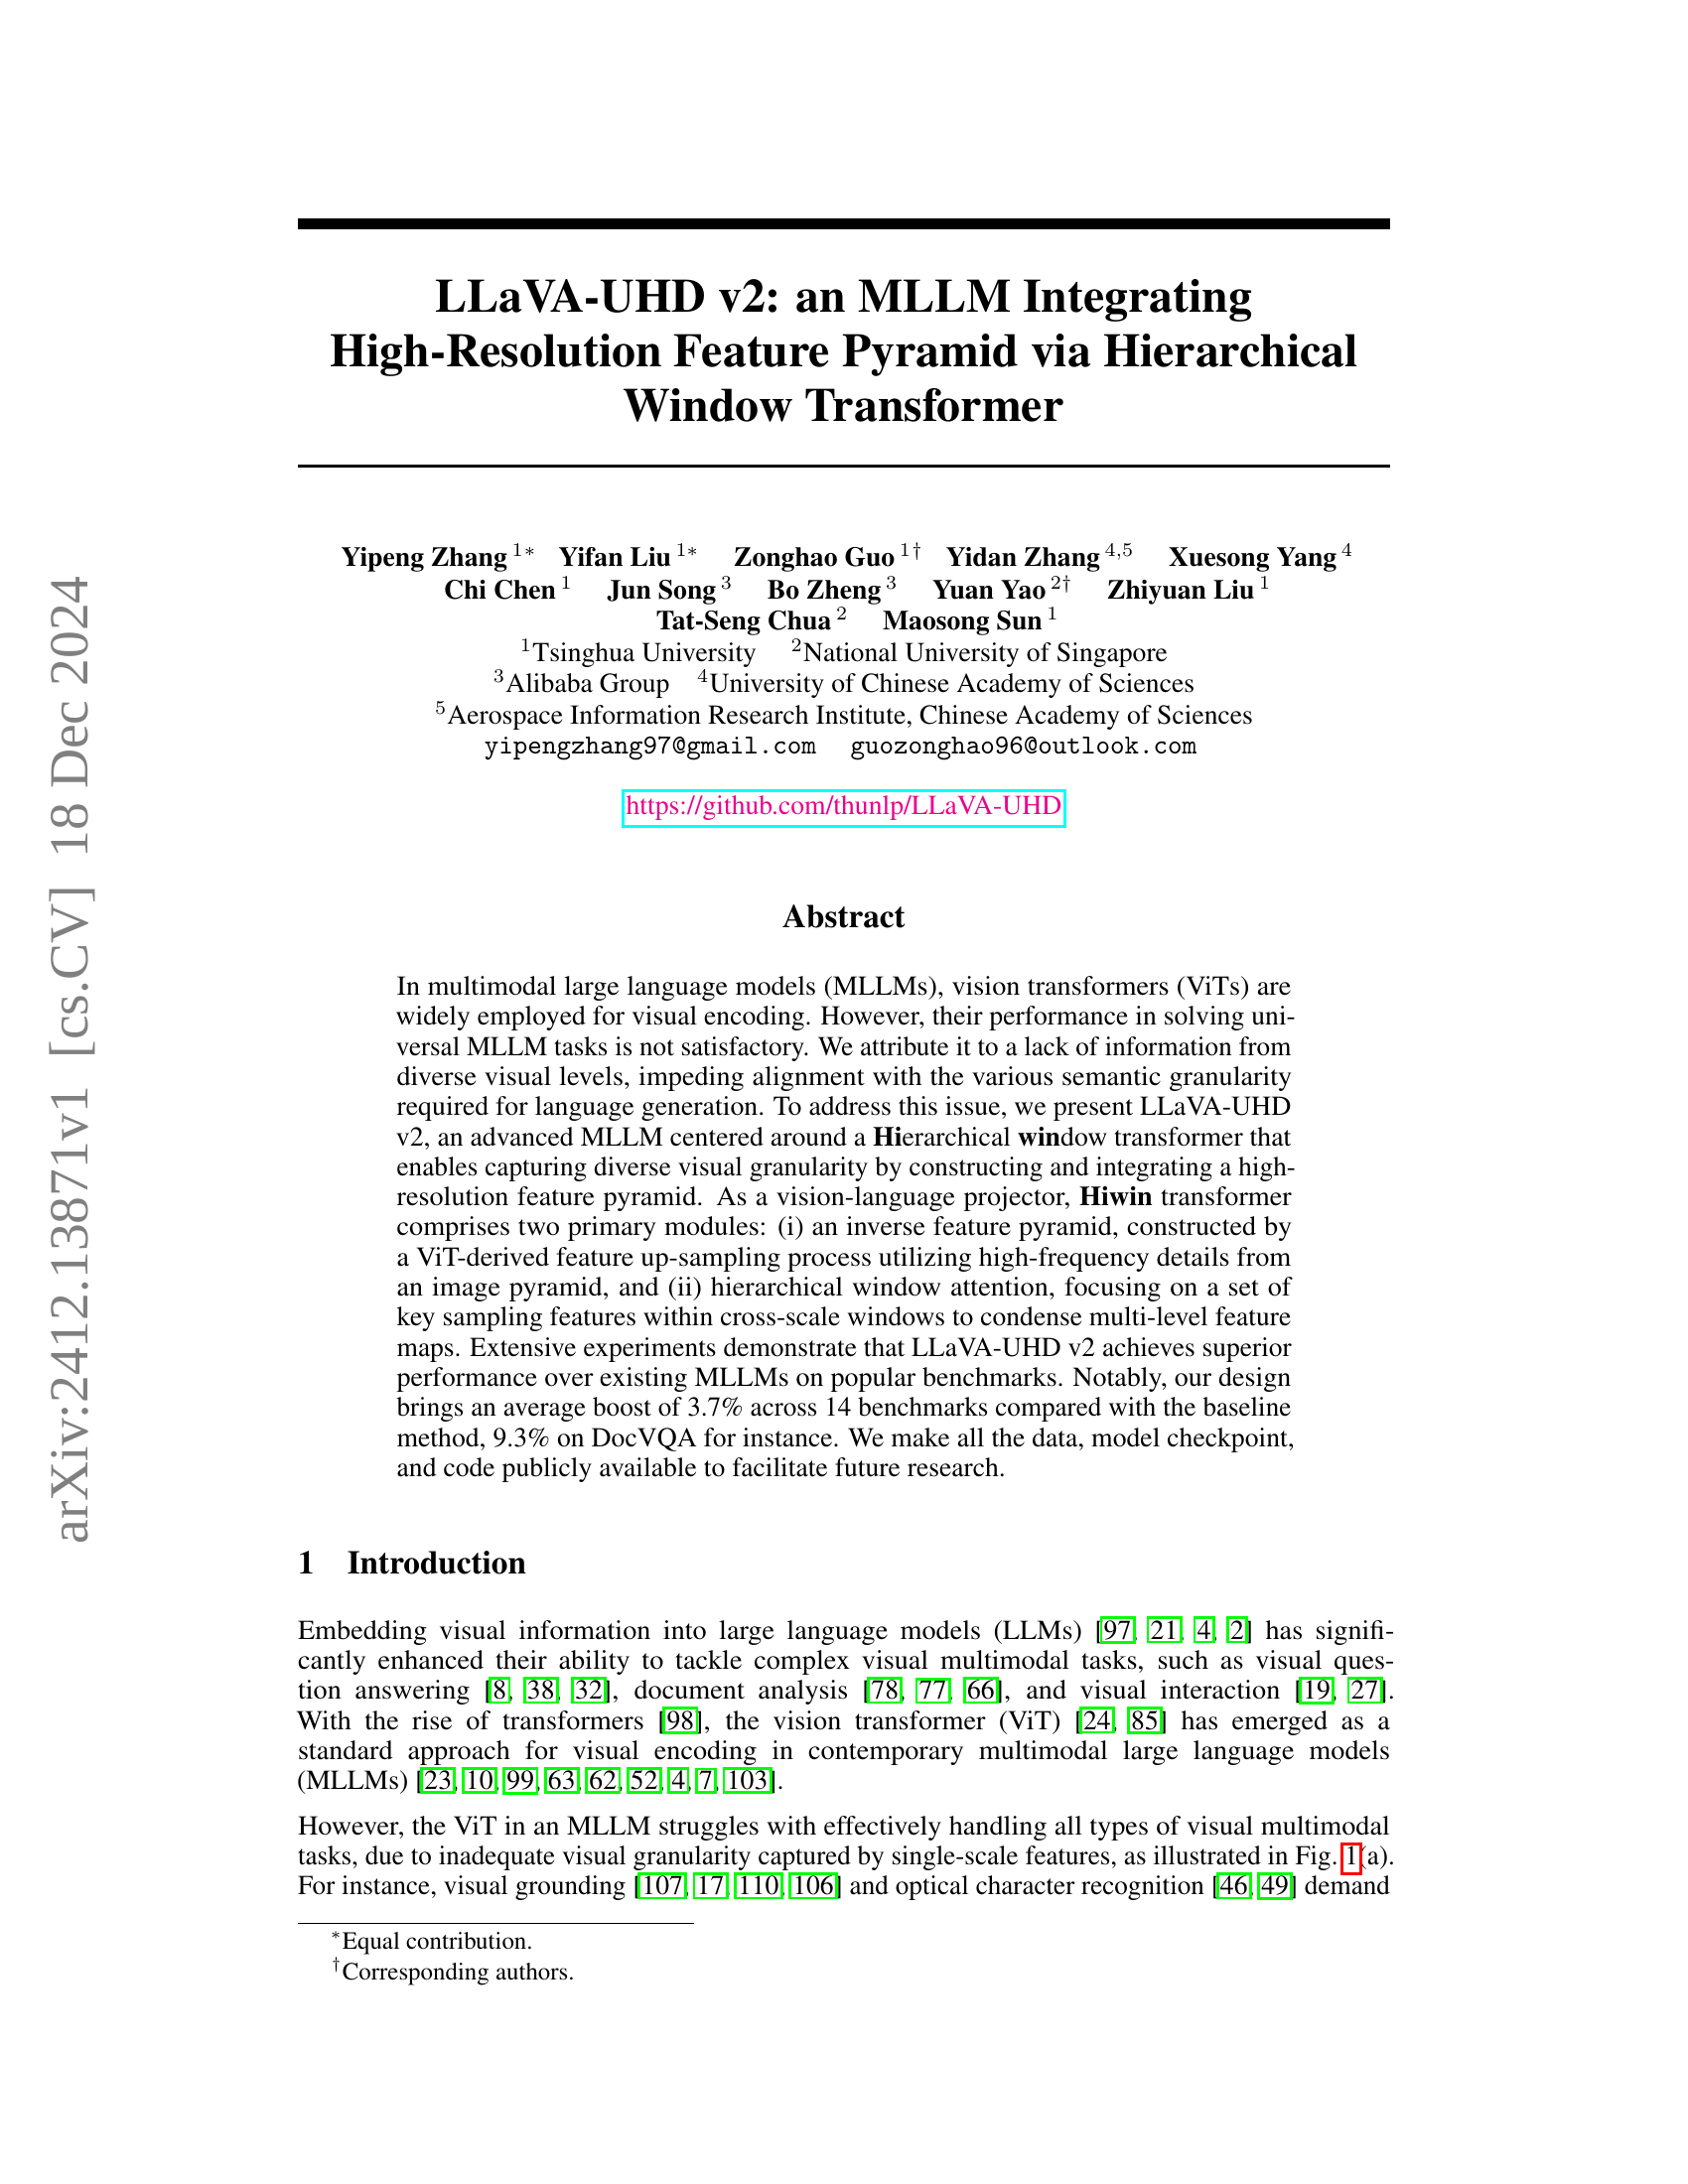 LLaVA-UHD v2: an MLLM Integrating
High-Resolution Feature Pyramid via Hierarchical
Window Transformer
Yipeng Zhang 1∗ Yifan Liu 1∗ Zonghao Guo 1† Yidan Zhang 4,5 Xuesong Yang 4
Chi Chen 1 Jun Song 3 Bo Zheng 3 Yuan Yao 2† Zhiyuan Liu 1
Tat-Seng Chua 2 Maosong Sun 1
1Tsinghua University 2National University of Singapore
3Alibaba Group 4University of Chinese Academy of Sciences
5Aerospace Information Research Institute, Chinese Academy of Sciences
yipengzhang97@gmail.com guozonghao96@outlook.com
https://github.com/thunlp/LLaVA-UHD
Abstract
In multimodal large language models (MLLMs), vision transformers (ViTs) are
widely employed for visual encoding. However, their performance in solving uni-
versal MLLM tasks is not satisfactory. We attribute it to a lack of information from
diverse visual levels, impeding alignment with the various semantic granularity
required for language generation. To address this issue, we present LLaVA-UHD
v2, an advanced MLLM centered around a Hierarchical window transformer that
enables capturing diverse visual granularity by constructing and integrating a high-
resolution feature pyramid. As a vision-language projector, Hiwin transformer
comprises two primary modules: (i) an inverse feature pyramid, constructed by
a ViT-derived feature up-sampling process utilizing high-frequency details from
an image pyramid, and (ii) hierarchical window attention, focusing on a set of
key sampling features within cross-scale windows to condense multi-level feature
maps. Extensive experiments demonstrate that LLaVA-UHD v2 achieves superior
performance over existing MLLMs on popular benchmarks. Notably, our design
brings an average boost of 3.7% across 14 benchmarks compared with the baseline
method, 9.3% on DocVQA for instance. We make all the data, model checkpoint,
and code publicly available to facilitate future research.
1 Introduction
Embedding visual information into large language models (LLMs) [97, 21, 4, 2] has signifi-
cantly enhanced their ability to tackle complex visual multimodal tasks, such as visual ques-
tion answering [8, 38, 32], document analysis [78, 77, 66], and visual interaction [19, 27].
With the rise of transformers [98], the vision transformer (ViT) [24, 85] has emerged as a
standard approach for visual encoding in contemporary multimodal large language models
(MLLMs) [23, 10, 99, 63, 62, 52, 4, 7, 103].
However, the ViT in an MLLM struggles with effectively handling all types of visual multimodal
tasks, due to inadequate visual granularity captured by single-scale features, as illustrated in Fig. 1(a).
For instance, visual grounding [107, 17, 110, 106] and optical character recognition [46, 49] demand
∗Equal contribution.
†Corresponding authors.
arXiv:2412.13871v1 [cs.CV] 18 Dec 2024